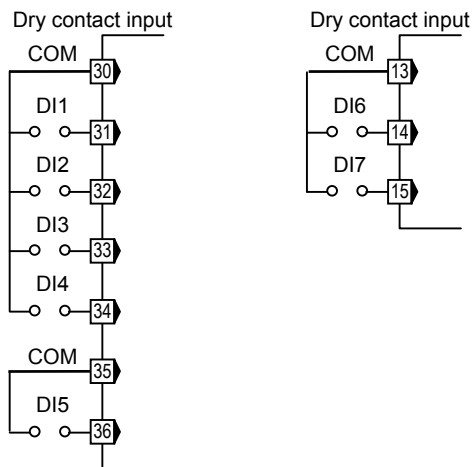 Dry contact input
COM
30
DI1
31
DI2
32
DI3
33
DI4
34
COM
35
DI5
36
Dry contact input
COM
13
DI6
14
DI7
15